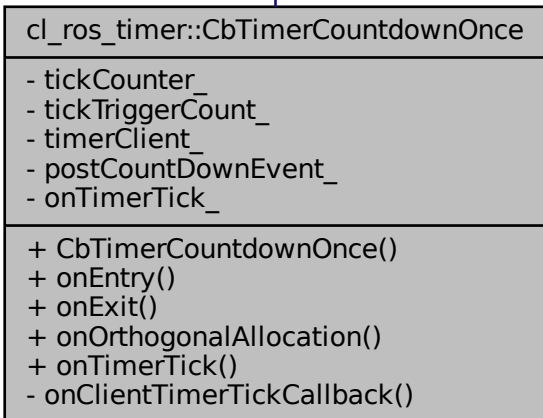 cl_ros_timer::CbTimerCountdownOnce
- tickCounter_
- tickTriggerCount_
- timerClient_
- postCountDownEvent_
- onTimerTick_
+ CbTimerCountdownOnce()
+ onEntry()
+ onExit()
+ onOrthogonalAllocation()
+ onTimerTick()
- onClientTimerTickCallback()